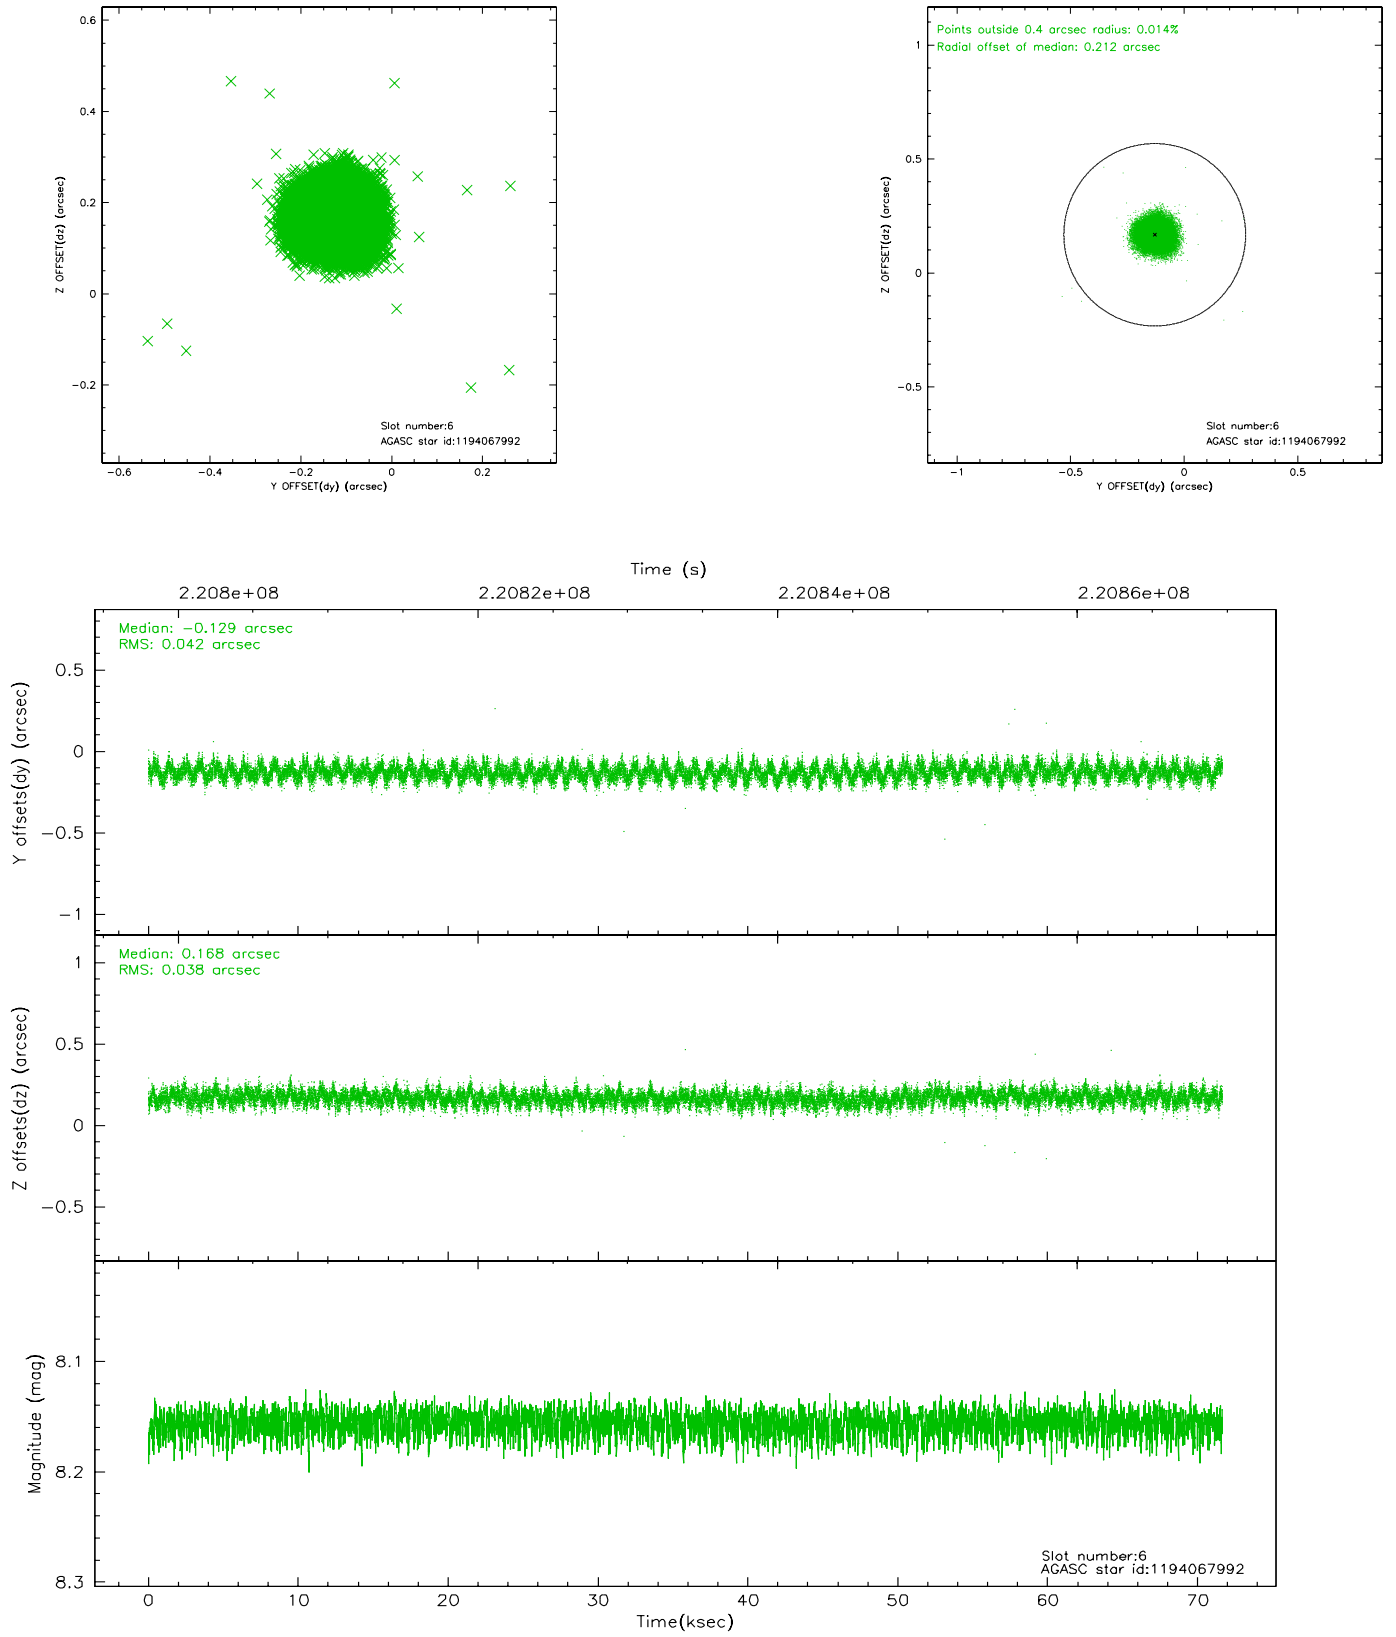 0.6
0.4
0.2
0
−0.2
Z OFFSET(dz) (arcsec)
−0.6
−0.4
−0.2
0
0.2
Y OFFSET(dy) (arcsec)
Slot number:6
AGASC star id:1194067992
Points outside 0.4 arcsec radius: 0.014%
Radial offset of median: 0.212 arcsec
1
0.5
0
−0.5
Z OFFSET(dz) (arcsec)
−1
−0.5
0
0.5
Y OFFSET(dy) (arcsec)
Slot number:6
AGASC star id:1194067992
Time (s)
2.208e+08
2.2082e+08
2.2084e+08
2.2086e+08
Median: −0.129 arcsec
RMS: 0.042 arcsec
0.5
0
−0.5
−1
Y offsets(dy) (arcsec)
Median: 0.168 arcsec
RMS: 0.038 arcsec
1
0.5
0
−0.5
Z offsets(dz) (arcsec)
8.1
8.2
8.3
Magnitude (mag)
Slot number:6
AGASC star id:1194067992
0
10
20
30
40
50
60
70
Time(ksec)